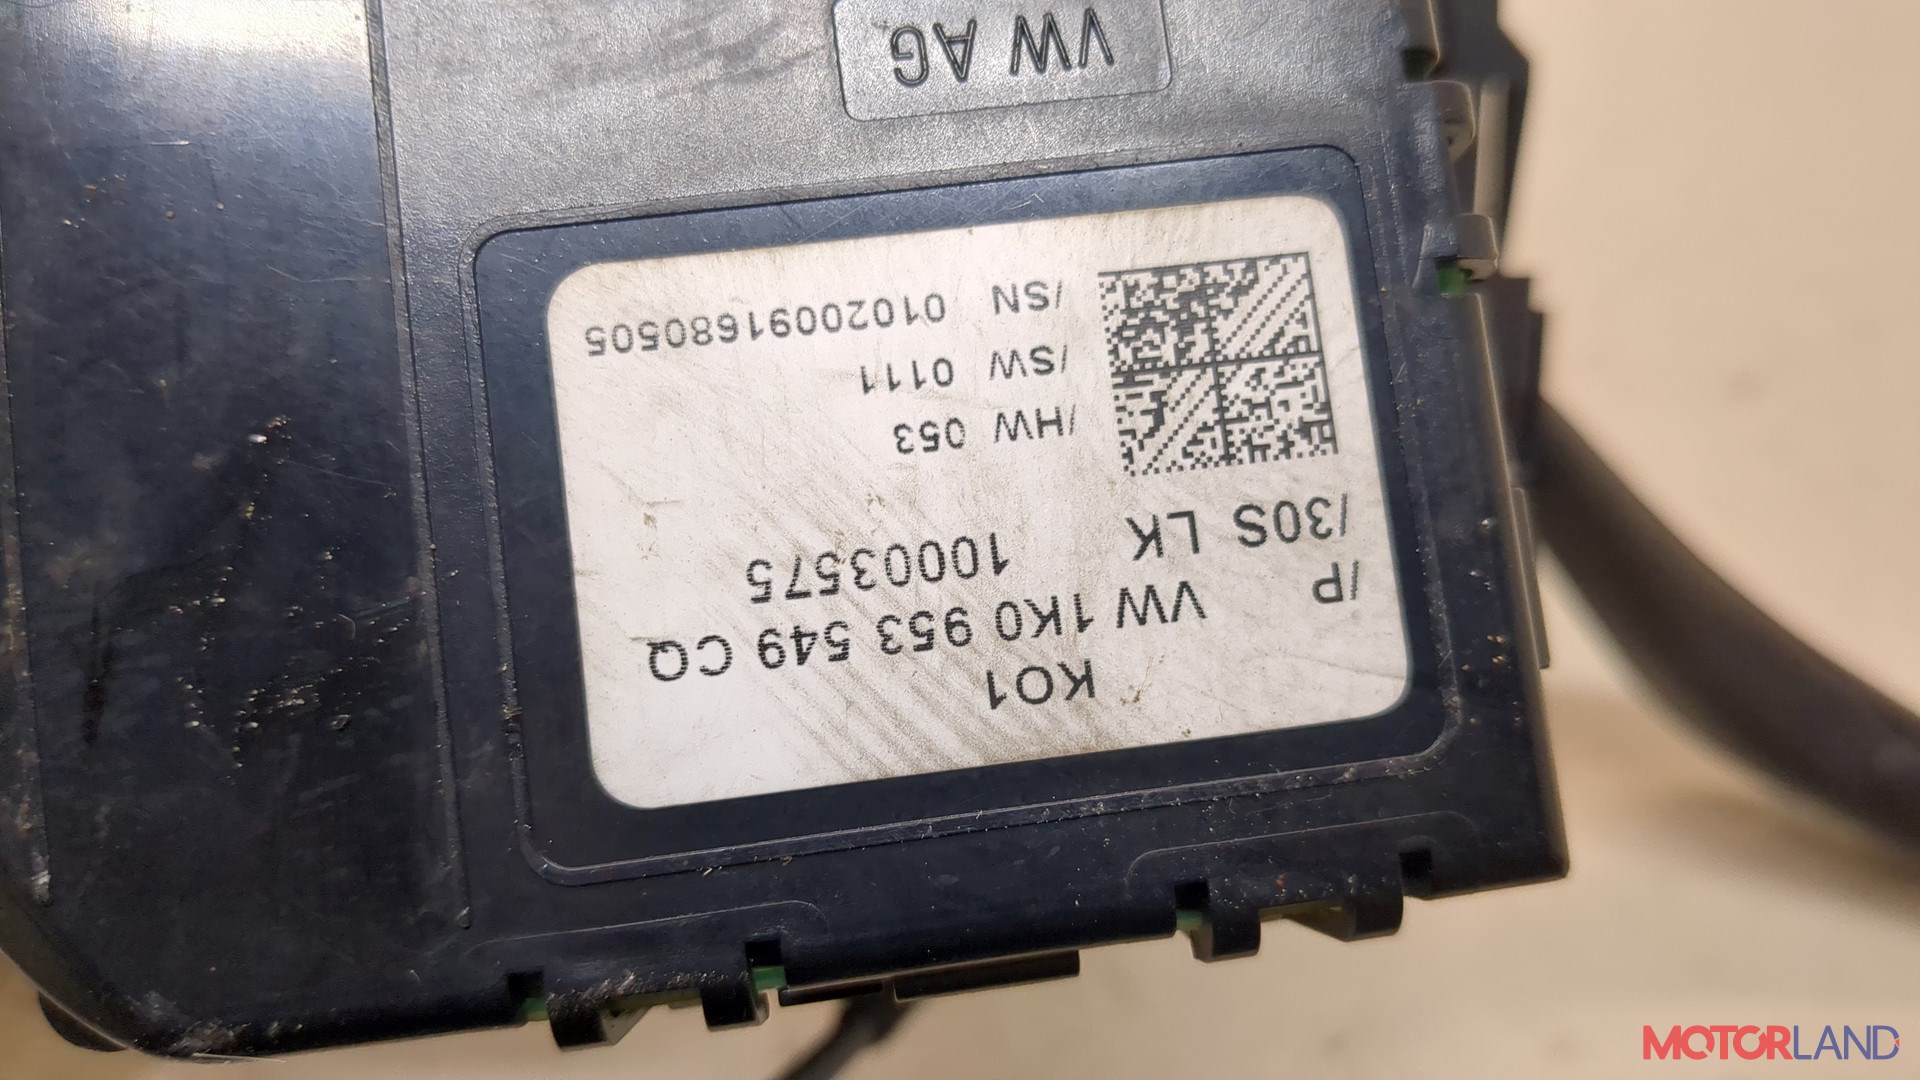 KO1
/P VW 1K0 953 549 CQ
/30S LK 10003575
/HW 053
/SW 0111
/SN 01020091680505
VW AG
MOTORLAND